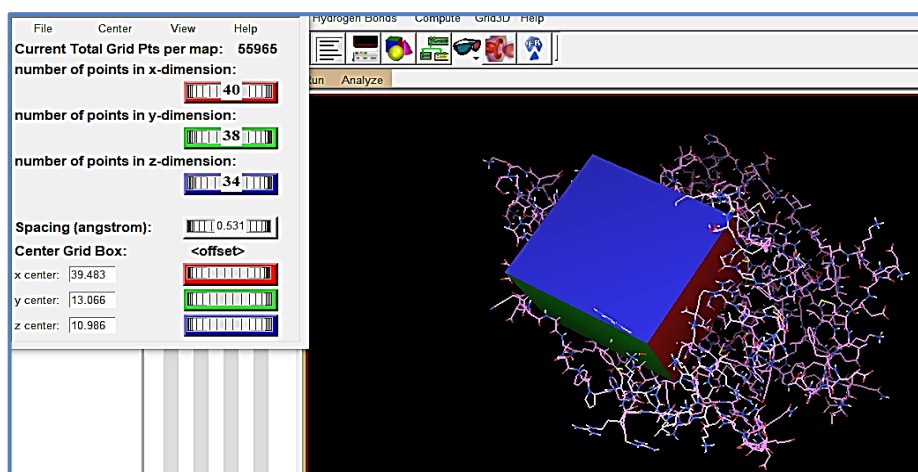 File Center View Help
Current Total Grid Pts per map: 55965
number of points in x-dimension:
40
number of points in y-dimension:
38
number of points in z-dimension:
34
Spacing (angstrom): 0.531
Center Grid Box: <offset>
x center: 39.483
y center: 13.066
z center: 10.986
Hydrogen Bonds Compute Grid3D Help
Analyze